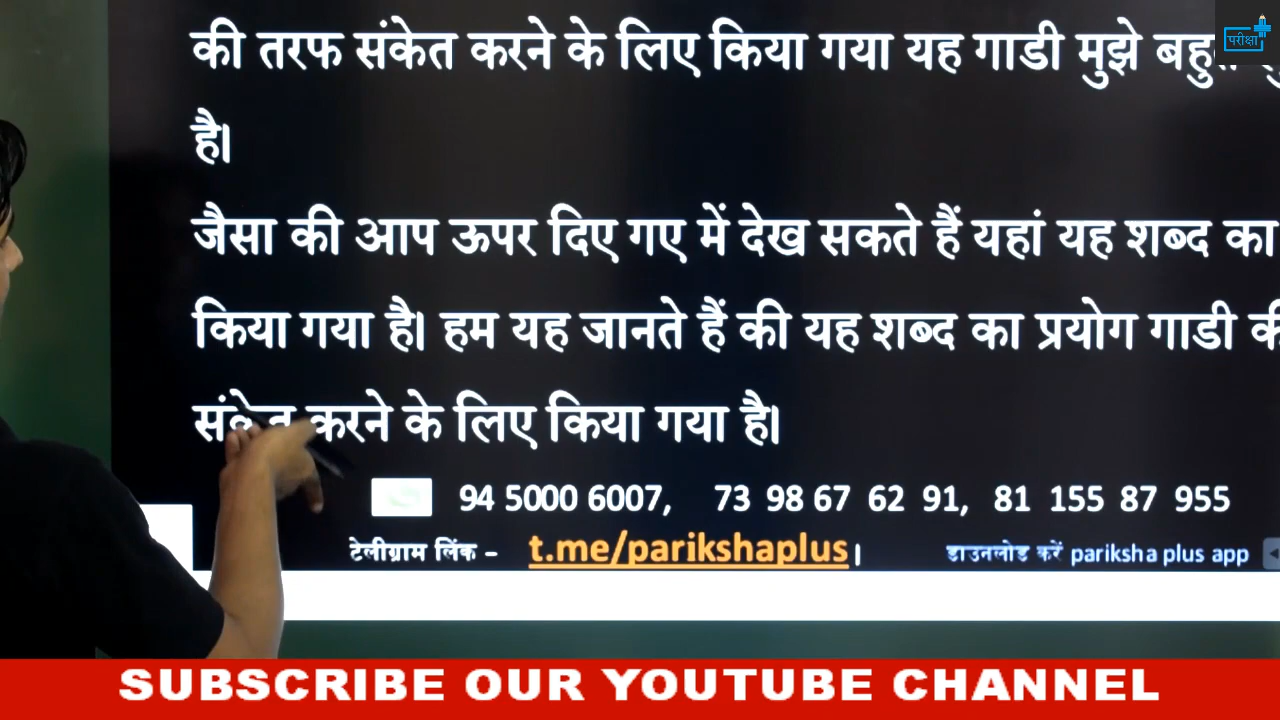 परीक्षा
की तरफ संकेत करने के लिए किया गया यह गाडी मुझे
है।
जैसा की आप ऊपर दिए गए में देख सकते हैं यहां यह शब्द का
किया गया है। हम यह जानते हैं की यह शब्द का प्रयोग गाडी
संकेत करने के लिए किया गया है।
94 5000 6007, 73 98 67 62 91, 81 155 87 955
टेलीग्राम लिंक – t.me/parikshaplus। डाउनलोड करें pariksha plus app
SUBSCRIBE OUR YOUTUBE CHANNEL